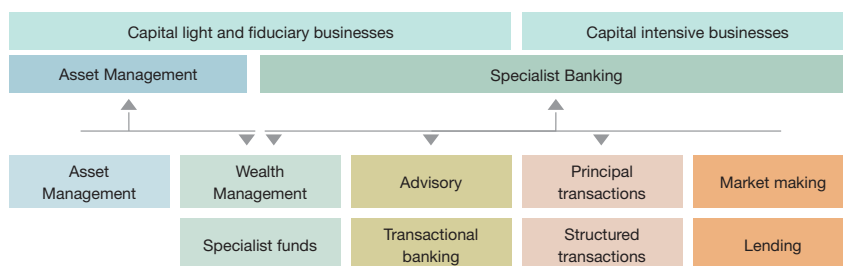 Capital light and fiduciary businesses
Capital intensive businesses
Asset Management
Specialist Banking
Asset
Management
Wealth
Management
Advisory
Principal
transactions
Market making
Specialist funds
Transactional
banking
Structured
transactions
Lending